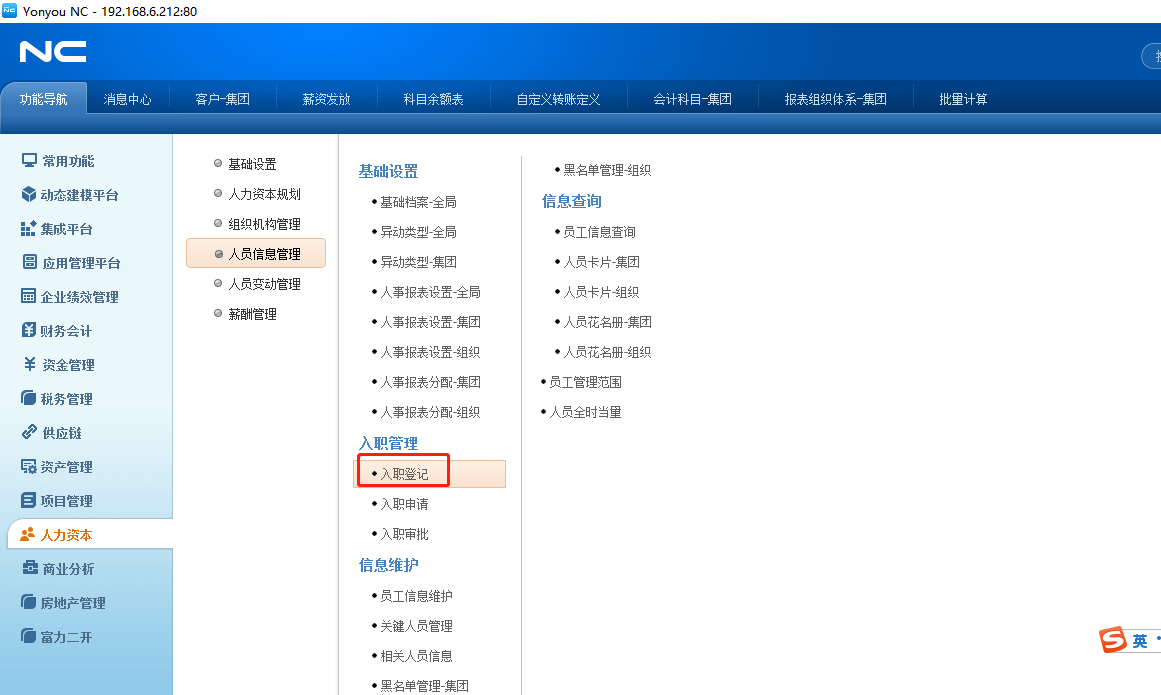 Yonyou NC - 192.168.6.212:80
NC
功能导航 消息中心 客户-集团 薪资发放 科目余额表 自定义转账定义 会计科目-集团 报表组织体系-集团 批量计算
常用功能
动态建模平台
集成平台
应用管理平台
企业绩效管理
财务会计
资金管理
税务管理
供应链
资产管理
项目管理
人力资本
商业分析
房地产管理
富力二开
基础设置
人力资本规划
组织机构管理
人员信息管理
人员变动管理
薪酬管理
基础设置
基础档案-全局
异动类型-全局
异动类型-集团
人事报表设置-全局
人事报表设置-集团
人事报表设置-组织
人事报表分配-集团
人事报表分配-组织
入职管理
入职登记
入职申请
入职审批
信息维护
员工信息维护
关键人员管理
相关人员信息
黑名单管理-集团
黑名单管理-组织
信息查询
员工信息查询
人员卡片-集团
人员卡片-组织
人员花名册-集团
人员花名册-组织
员工管理范围
人员全时当量
英